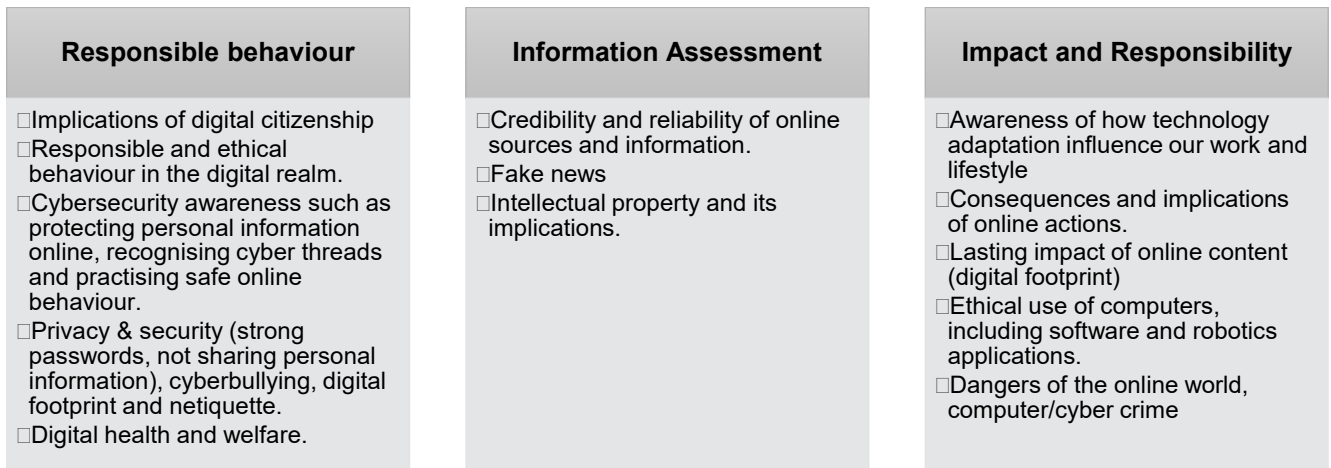 Responsible behaviour
□Implications of digital citizenship
□Responsible and ethical
behaviour in the digital realm.
□Cybersecurity awareness such as
protecting personal information
online, recognising cyber threads
and practising safe online
behaviour.
□Privacy & security (strong
passwords, not sharing personal
information), cyberbullying, digital
footprint and netiquette.
□Digital health and welfare.
Information Assessment
□Credibility and reliability of online
sources and information.
□Fake news
□Intellectual property and its
implications.
Impact and Responsibility
□Awareness of how technology
adaptation influence our work and
lifestyle
□Consequences and implications
of online actions.
□Lasting impact of online content
(digital footprint)
□Ethical use of computers,
including software and robotics
applications.
□Dangers of the online world,
computer/cyber crime